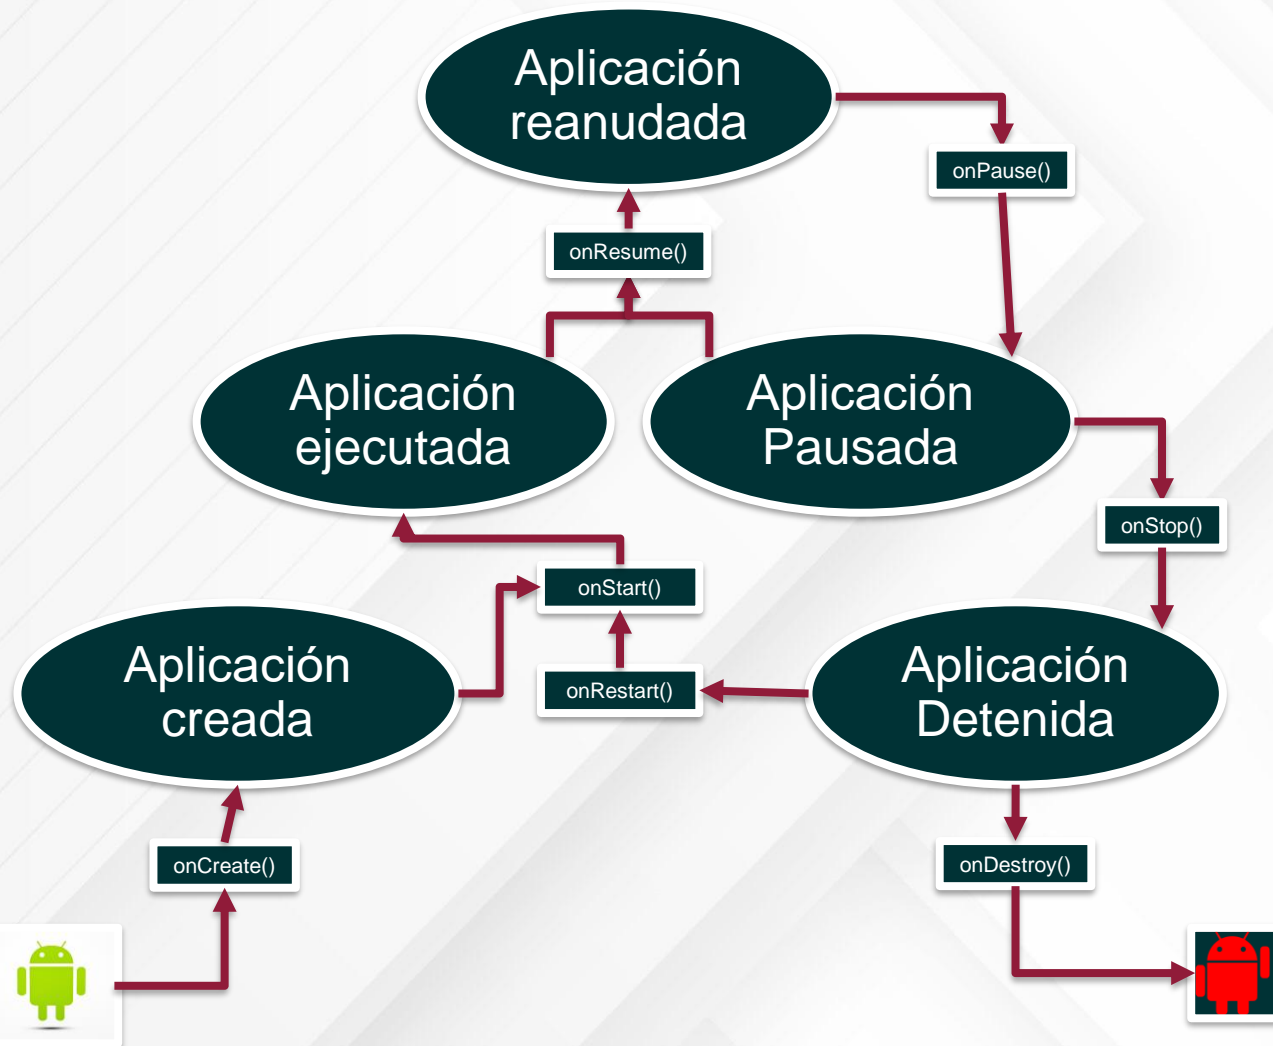 Aplicación
reanudada
onPause()
onResume()
Aplicación
ejecutada
Aplicación
Pausada
onStop()
onStart()
Aplicación
creada
onRestart()
Aplicación
Detenida
onCreate()
onDestroy()